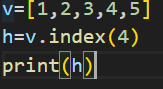 v=[1,2,3,4,5]
h=v.index(4)
print(h)